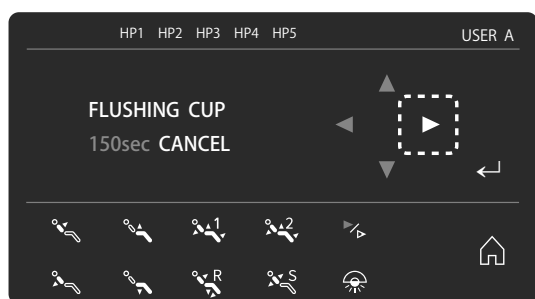 HP1 HP2 HP3 HP4 HP5 USER A
FLUSHING CUP
150sec CANCEL
1 2
R S